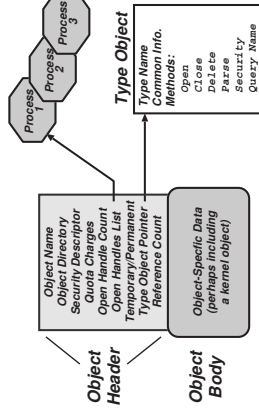 Process
1
Process
2
Process
3
Object
Header
Object Name
Object Directory
Security Descriptor
Quota Charges
Open Handle Count
Open Handles List
Temporary/Permanent
Type Object Pointer
Reference Count
Object
Body
Object-Specific Data
(perhaps including
a kernel object)
Type Object
Type Name
Common Info.
Methods:
Open
Close
Delete
Parse
Security
Query Name